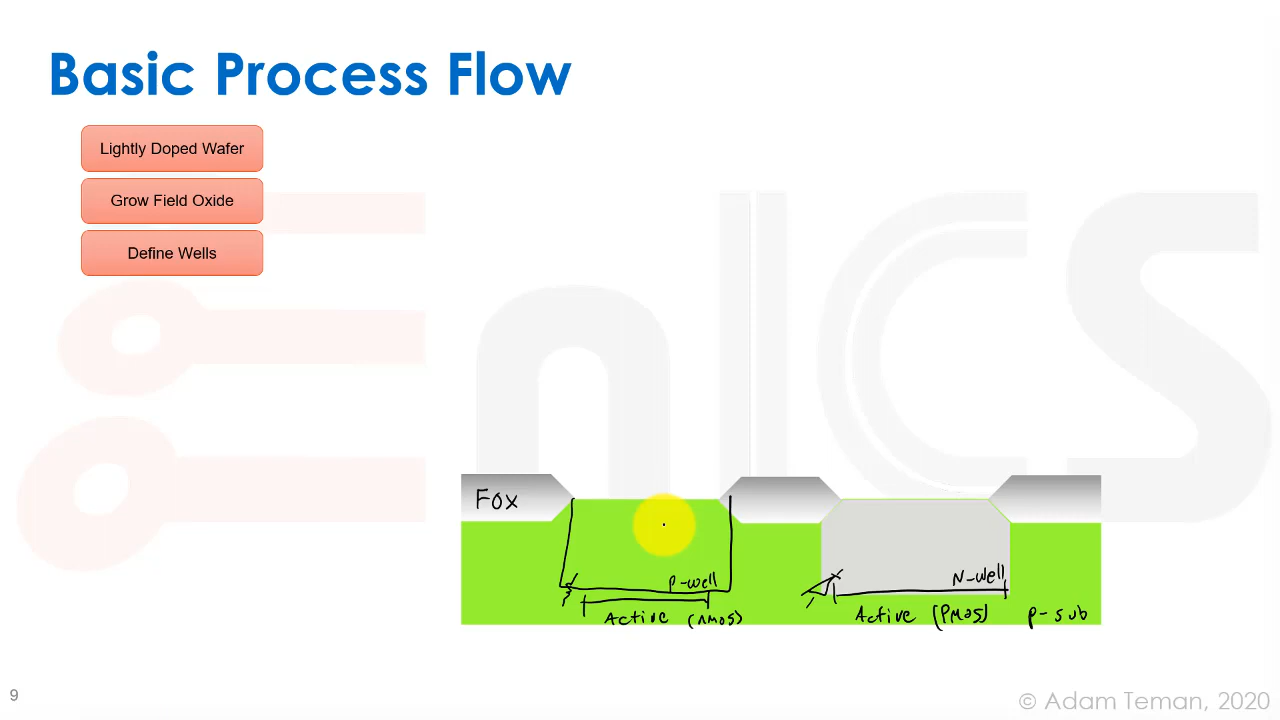 Basic Process Flow
Lightly Doped Wafer
Grow Field Oxide
Define Wells
nICS
Fox
P-well
N-well
Active (nMOS)
Active (PMOS)
p-sub
9
© Adam Teman, 2020